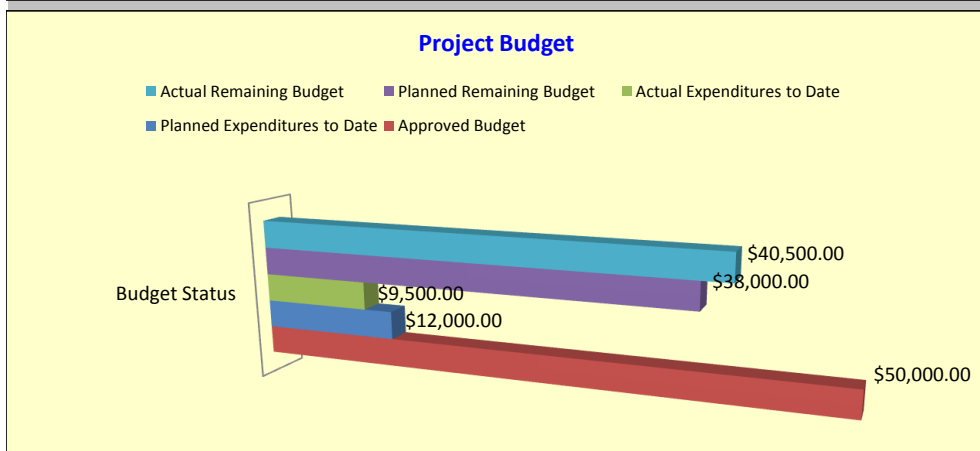 Project Budget
Actual Remaining Budget Planned Remaining Budget Actual Expenditures to Date
Planned Expenditures to Date Approved Budget
$40,500.00
$38,000.00
Budget Status
$9,500.00
$12,000.00
$50,000.00